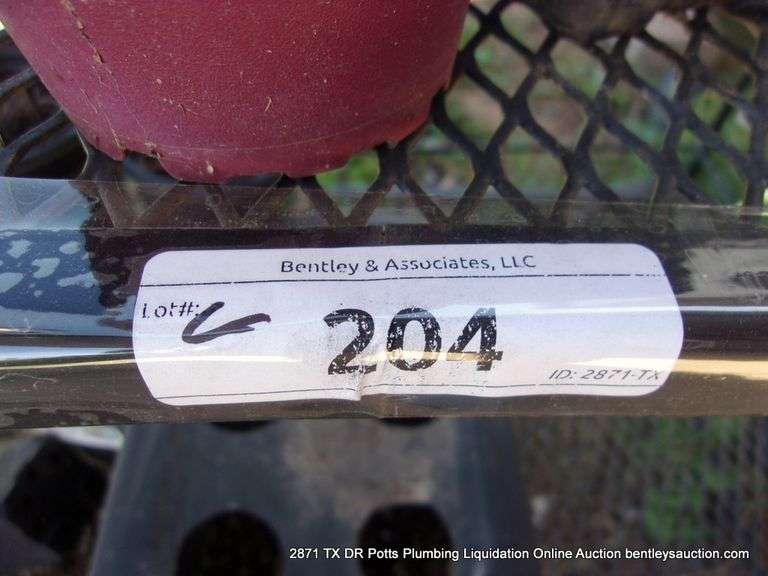 Bentley & Associates, LLC
Lot#: C 204
ID: 2871-TX
2871 TX DR Potts Plumbing Liquidation Online Auction bentleysauction.com